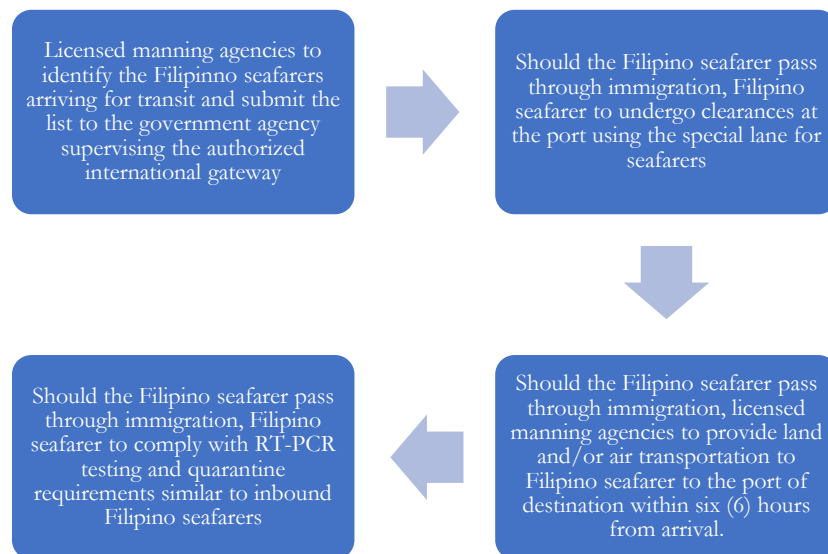 Licensed manning agencies to
identify the Filipinno seafarers
arriving for transit and submit the
list to the government agency
supervising the authorized
international gateway
Should the Filipino seafarer pass
through immigration, Filipino
seafarer to undergo clearances at
the port using the special lane for
seafarers
Should the Filipino seafarer pass
through immigration, licensed
manning agencies to provide land
and/or air transportation to
Filipino seafarer to the port of
destination within six (6) hours
from arrival.
Should the Filipino seafarer pass
through immigration, Filipino
seafarer to comply with RT-PCR
testing and quarantine
requirements similar to inbound
Filipino seafarers